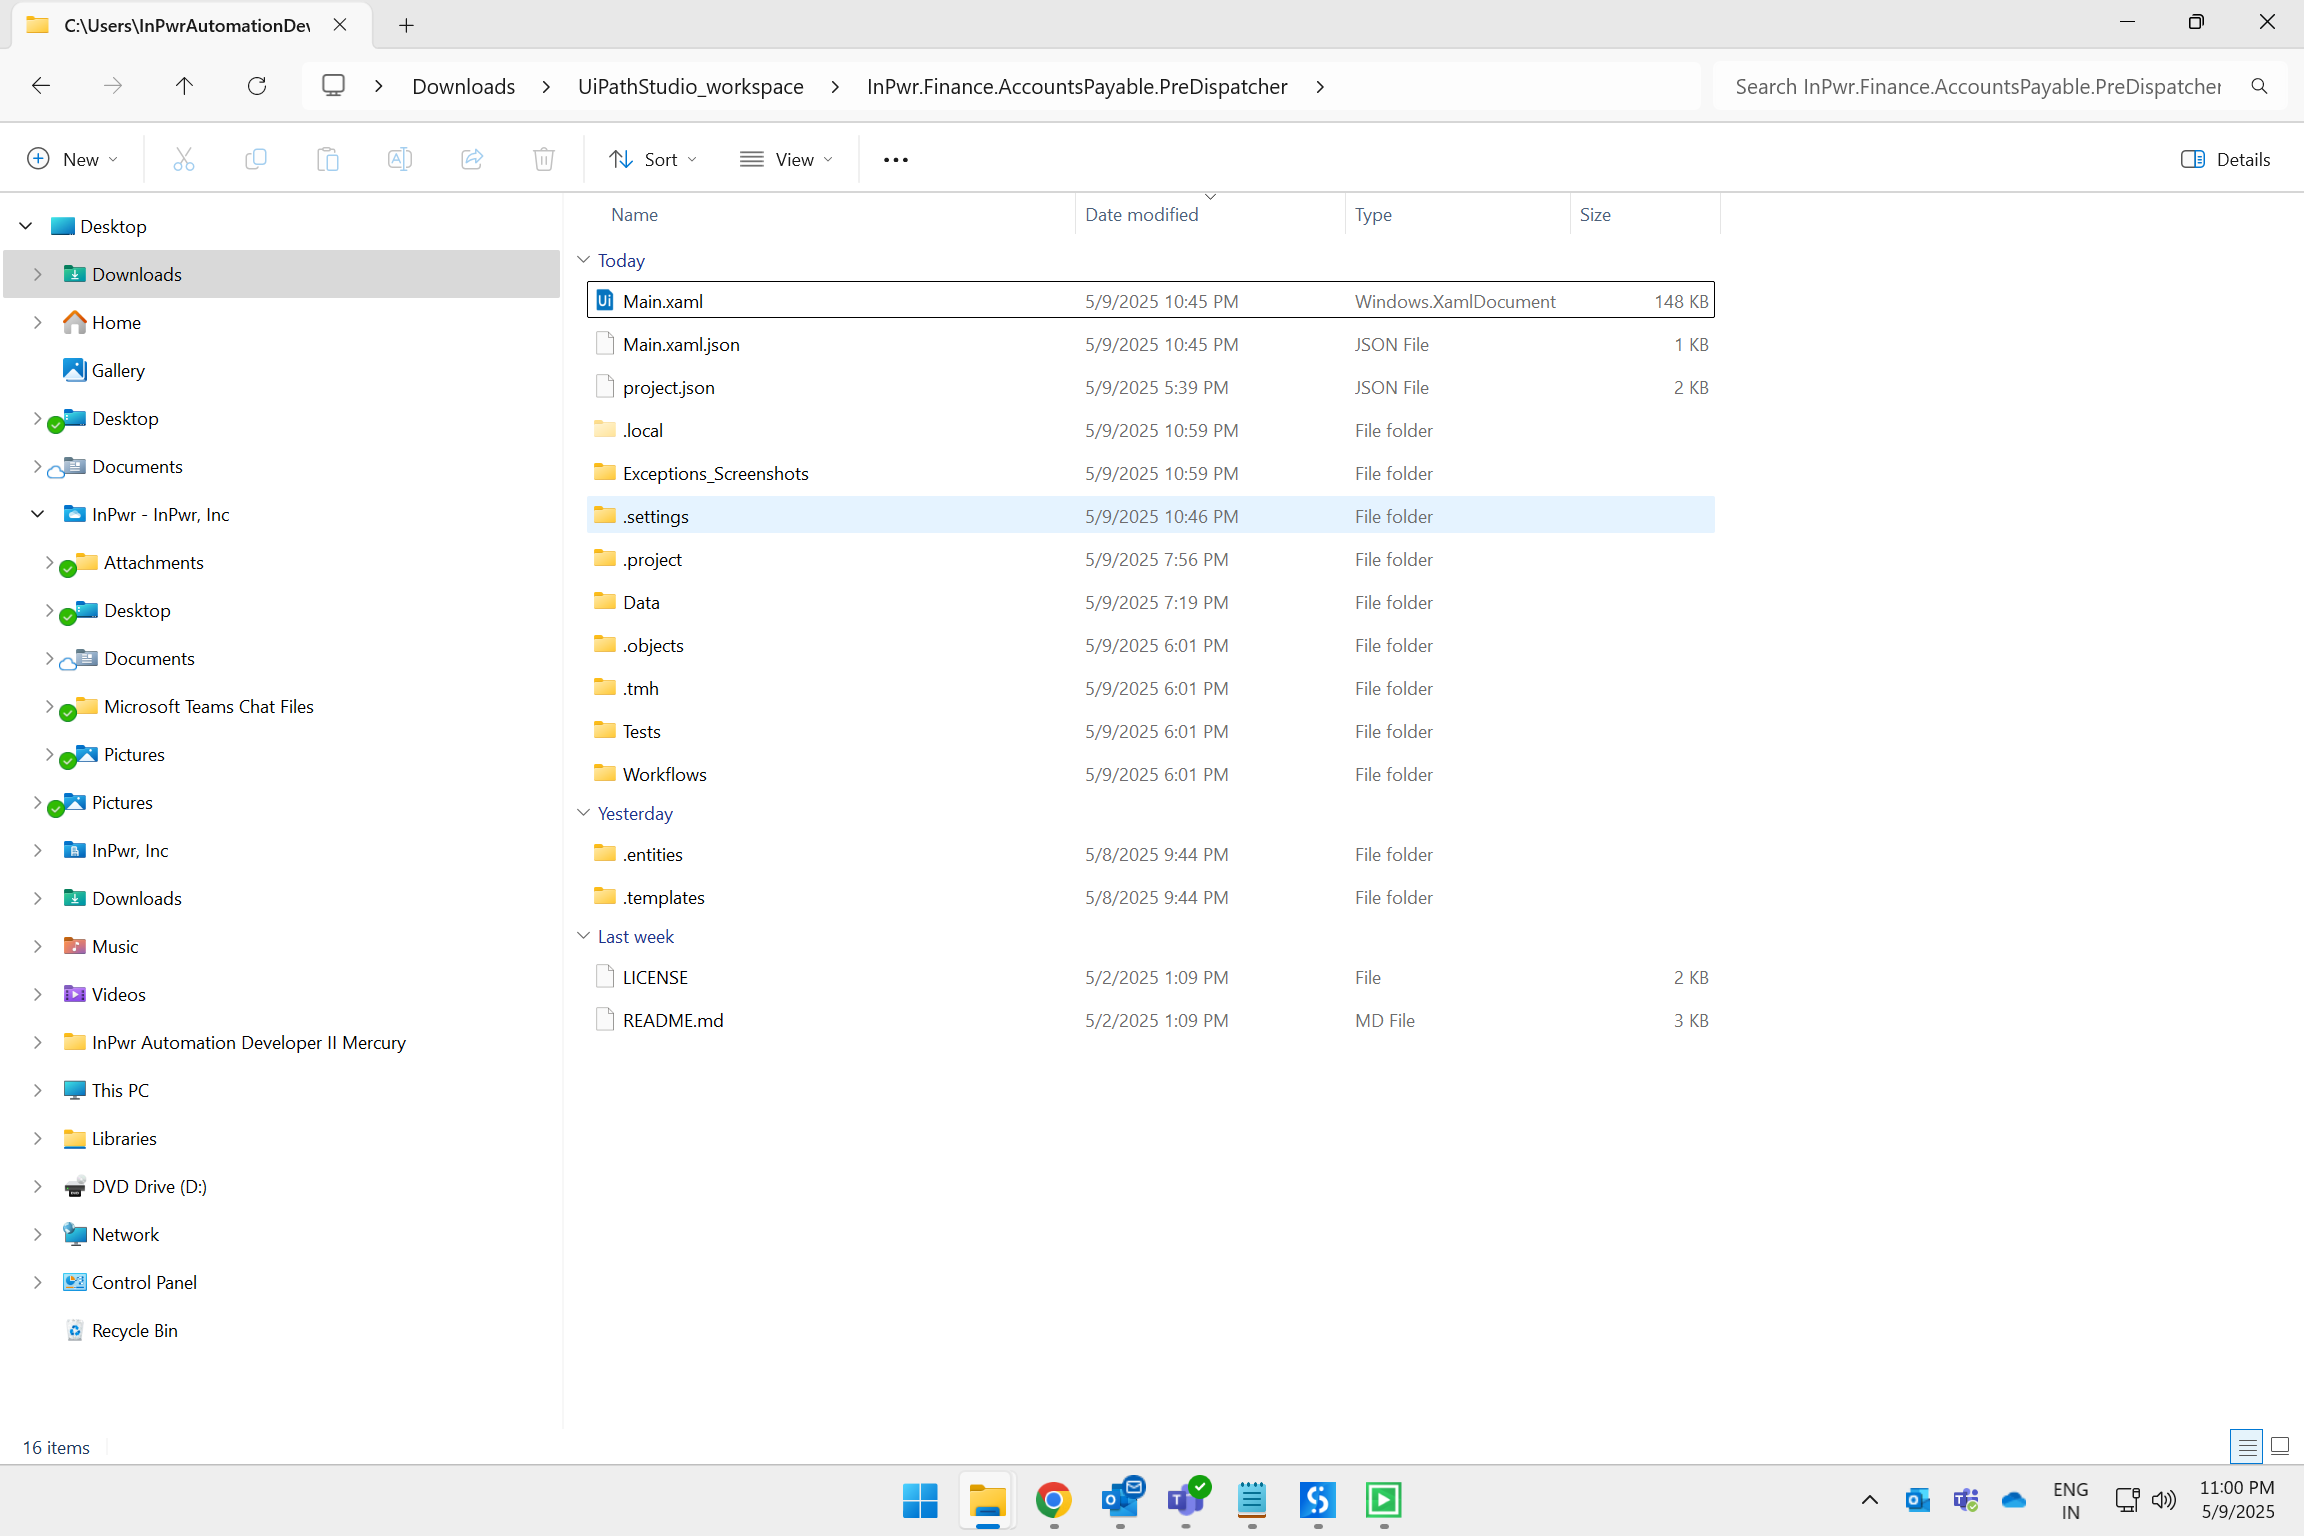 C:\Users\InPwrAutomationDev
Downloads > UiPathStudio_workspace > InPwr.Finance.AccountsPayable.PreDispatcher >
Search InPwr.Finance.AccountsPayable.PreDispatcher
New Sort View Details
Name Date modified Type Size
Desktop
Downloads
Home
Gallery
Desktop
Documents
InPwr - InPwr, Inc
Attachments
Desktop
Documents
Microsoft Teams Chat Files
Pictures
Pictures
InPwr, Inc
Downloads
Music
Videos
InPwr Automation Developer II Mercury
This PC
Libraries
DVD Drive (D:)
Network
Control Panel
Recycle Bin
Today
Main.xaml 5/9/2025 10:45 PM Windows.XamlDocument 148 KB
Main.xaml.json 5/9/2025 10:45 PM JSON File 1 KB
project.json 5/9/2025 5:39 PM JSON File 2 KB
.local 5/9/2025 10:59 PM File folder
Exceptions_Screenshots 5/9/2025 10:59 PM File folder
.settings 5/9/2025 10:46 PM File folder
.project 5/9/2025 7:56 PM File folder
Data 5/9/2025 7:19 PM File folder
.objects 5/9/2025 6:01 PM File folder
.tmh 5/9/2025 6:01 PM File folder
Tests 5/9/2025 6:01 PM File folder
Workflows 5/9/2025 6:01 PM File folder
Yesterday
.entities 5/8/2025 9:44 PM File folder
.templates 5/8/2025 9:44 PM File folder
Last week
LICENSE 5/2/2025 1:09 PM File 2 KB
README.md 5/2/2025 1:09 PM MD File 3 KB
16 items
ENG
IN
11:00 PM
5/9/2025